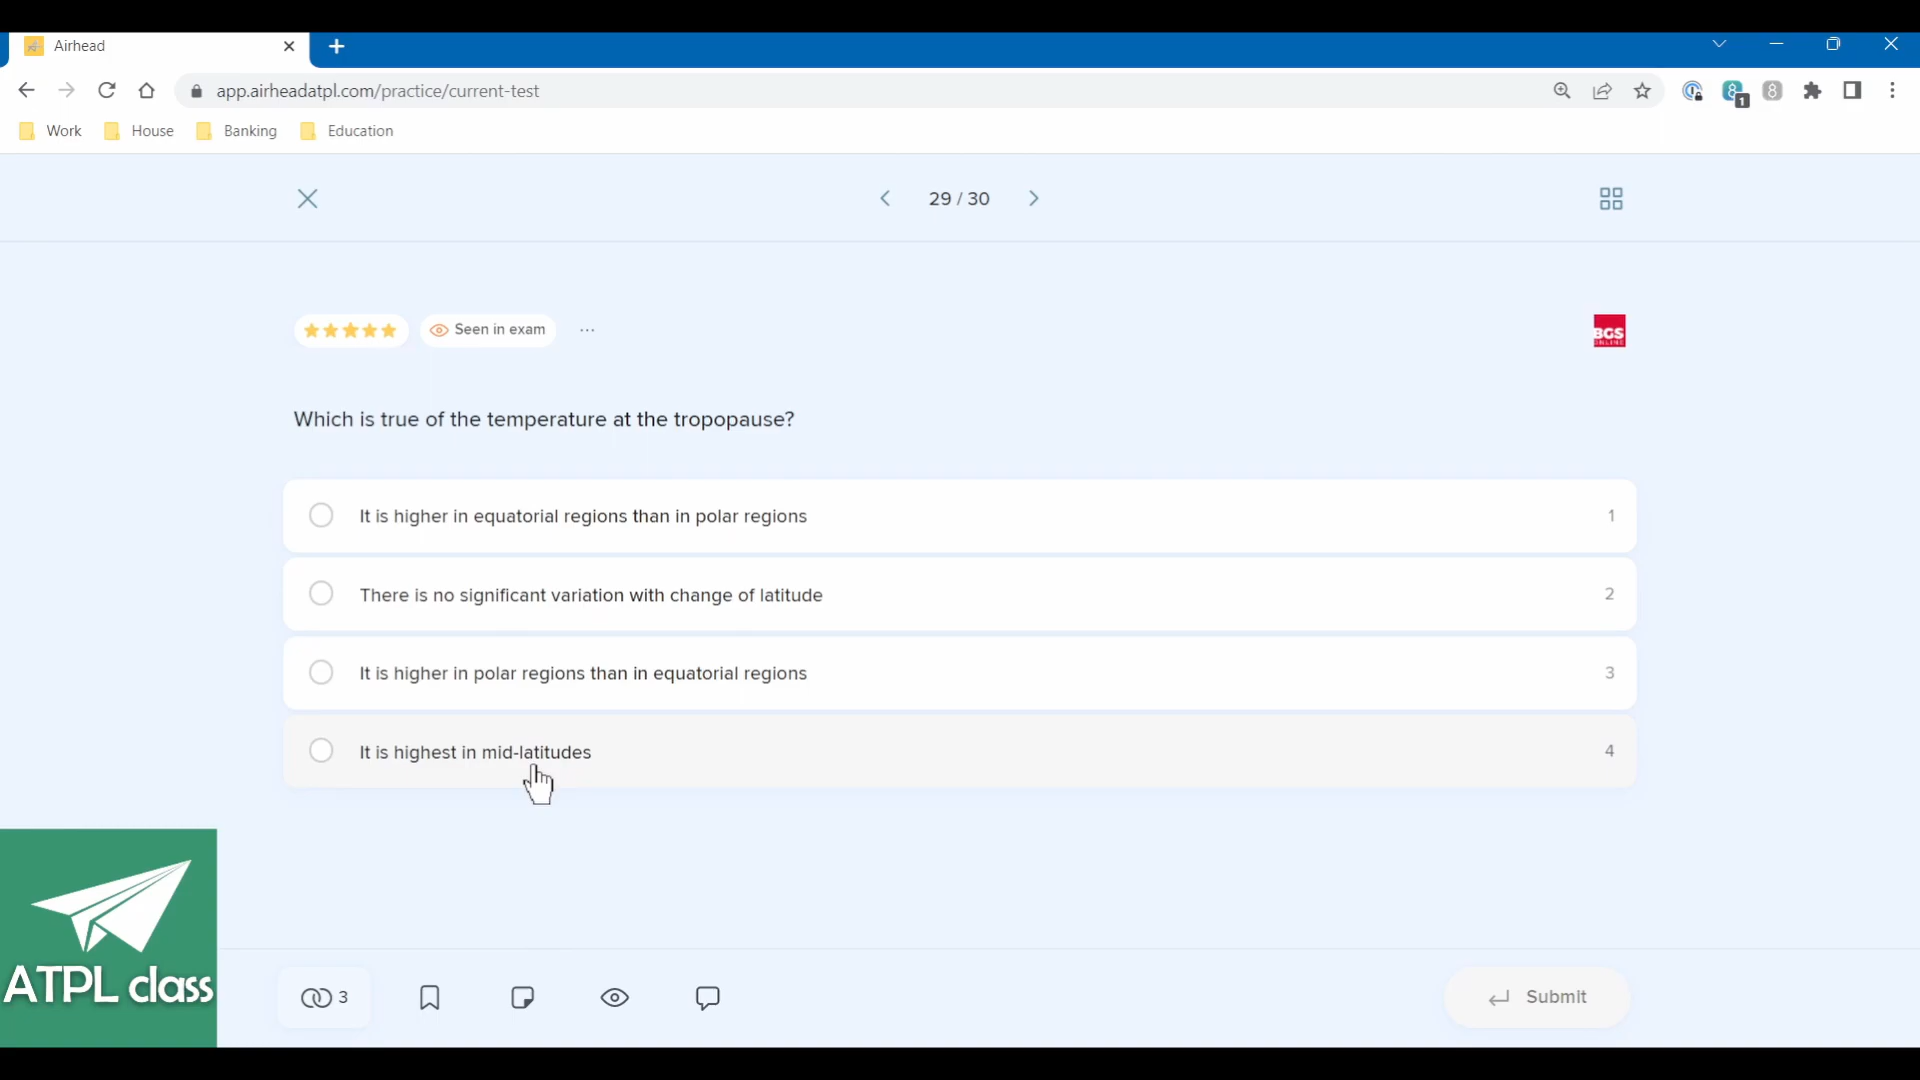 Airhead
app.airheadatpl.com/practice/current-test
8 1
8
Work House Banking Education
29 / 30
Seen in exam
BGS
Which is true of the temperature at the tropopause?
It is higher in equatorial regions than in polar regions 1
There is no significant variation with change of latitude 2
It is higher in polar regions than in equatorial regions 3
It is highest in mid-latitudes 4
ATPL class
3
Submit